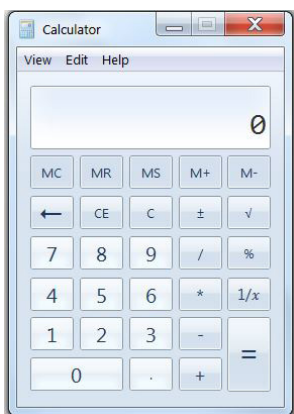 Calculator
View Edit Help
0
MC MR MS M+ M-
← CE C ± √
7 8 9 / %
4 5 6 * 1/x
1 2 3 - =
0 . +